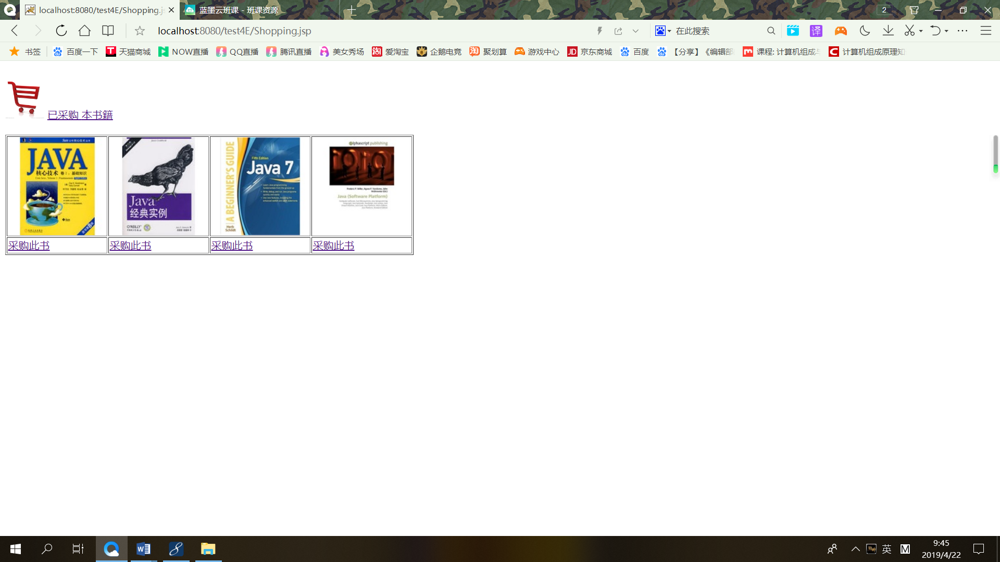 localhost:8080/test4E/Shopping.js
蓝墨云班课 - 班课资源
2
localhost:8080/test4E/Shopping.jsp
在此搜索
译
书签
百度一下
天猫商城
NOW直播
QQ直播
腾讯直播
美女秀场
爱淘宝
企鹅电竞
聚划算
游戏中心
京东商城
百度
【分享】《编辑部
课程: 计算机组成与
计算机组成原理知
已采购 本书籍
JAVA
核心技术 卷I:基础知识
Java
经典实例
O'REILLY
A BEGINNER'S GUIDE
Fifth Edition
Java 7
Learn Java programming
Herb
Schildt
alphascript publishing
Java (Software Platform)
采购此书
采购此书
采购此书
采购此书
英
M
9:45
2019/4/22